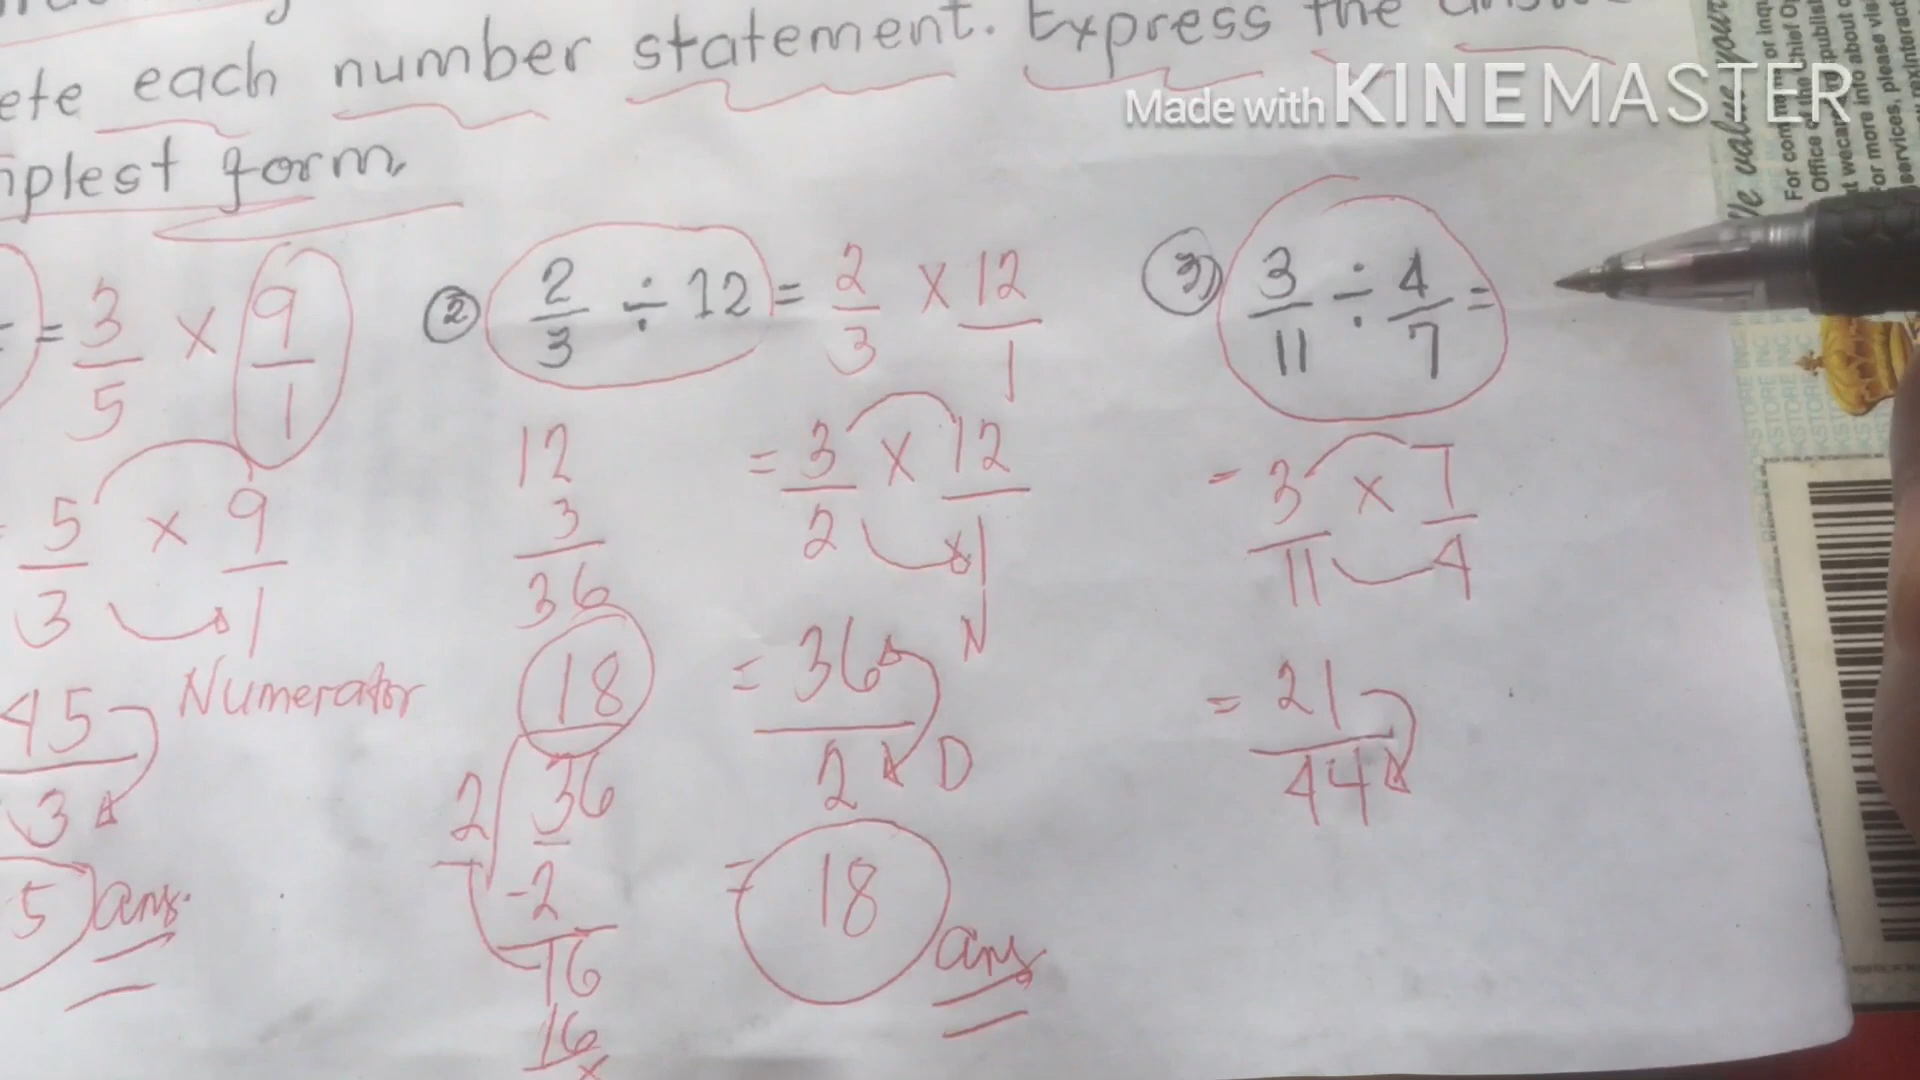 ete each number statement. Express the
mplest form.
= 3/5 × 9/1
5/3 × 9/1
45/3
Numerator
5 ans.
② 2/3 ÷ 12 = 2/3 × 12/1
= 3/2 × 12/1
= 36/2
N
D
= 18
ans
12
3
36
18
2 36
-2
16
16
x
3) 3/11 ÷ 4/7 =
= 3/11 × 7/4
= 21/44
Made with KINEMASTER